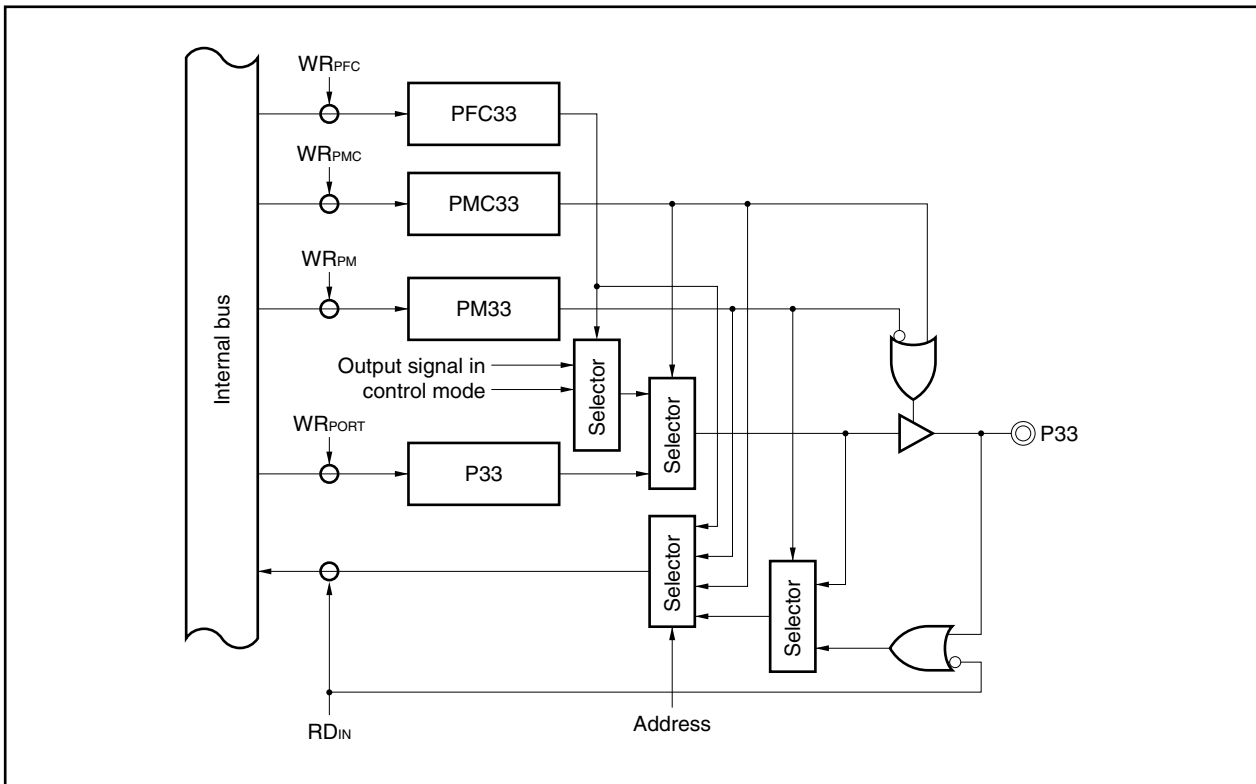 WRPFC
PFC33
WRPMC
PMC33
WRPM
PM33
Internal bus
Output signal in
control mode
Selector
Selector
WRPORT
P33
P33
Selector
Selector
RDIN
Address